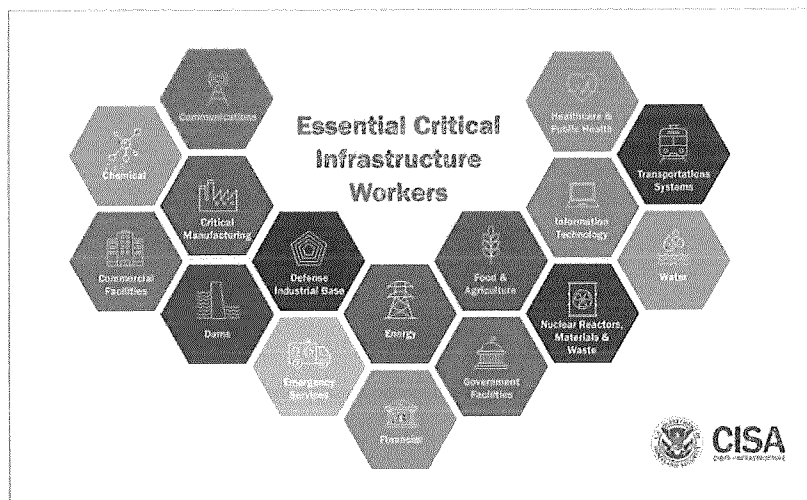 Essential Critical
Infrastructure
Workers
Communications
Healthcare &
Public Health
Chemical
Transportations
Systems
Critical
Manufacturing
Information
Technology
Commercial
Facilities
Defense
Industrial Base
Food &
Agriculture
Water
Dams
Energy
Nuclear Reactors,
Materials &
Waste
Emergency
Services
Government
Facilities
Financial
CISA